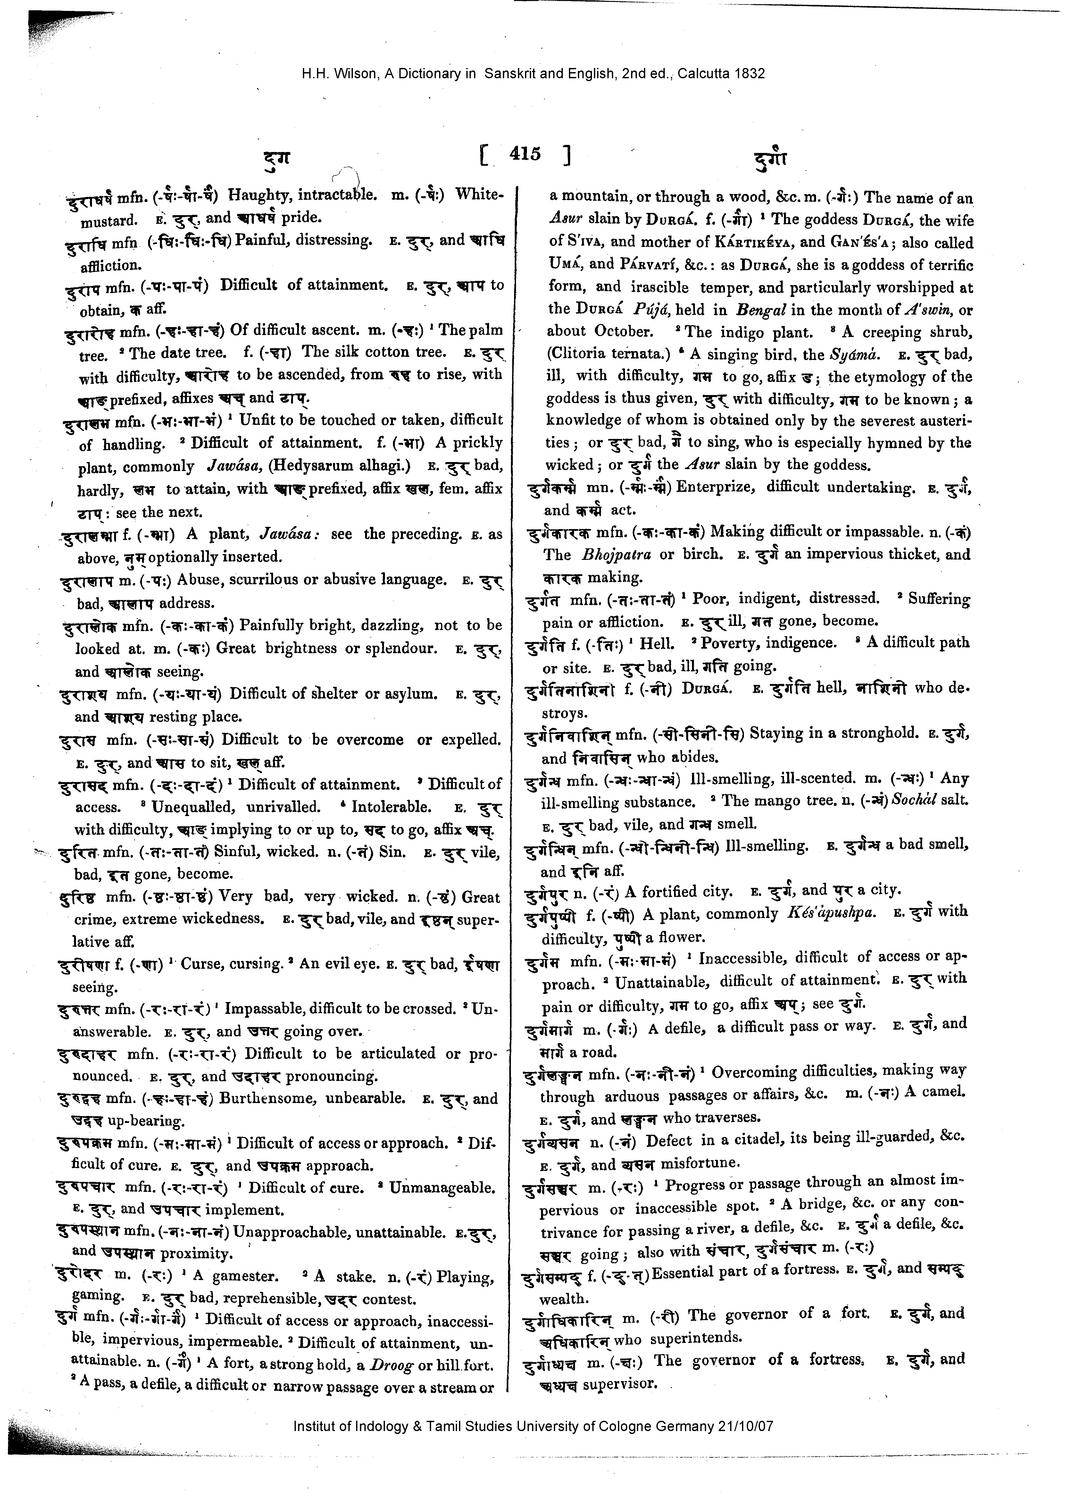 H.H. Wilson, A Dictionary in Sanskrit and English, 2nd ed., Calcutta 1832
दुग
[ 415 ]
दुर्गा
दुराधर्ष mfn. (-र्षः-र्षा-र्षं) Haughty, intractable. m. (-र्षः) White-
mustard. E. दुर्, and आधर्ष pride.
दुराधि mfn (-धिः-धिः-धि) Painful, distressing. E. दुर्, and आधि
affliction.
दुराप mfn. (-पः-पा-पं) Difficult of attainment. E. दुर्, आप to
obtain, क aff.
दुरारोह mfn. (-हः-हा-हं) Of difficult ascent. m. (-हः) ¹ The palm
tree. ² The date tree. f. (-हा) The silk cotton tree. E. दुर्
with difficulty, आरोह to be ascended, from रुह to rise, with
आङ् prefixed, affixes अच् and टाप्.
दुरालभ mfn. (-भः-भा-भं) ¹ Unfit to be touched or taken, difficult
of handling. ² Difficult of attainment. f. (-भा) A prickly
plant, commonly Jawása, (Hedysarum alhagi.) E. दुर् bad,
hardly, लभ to attain, with आङ् prefixed, affix खल्, fem. affix
टाप् : see the next.
दुरालम्भा f. (-म्भा) A plant, Jawása: see the preceding. E. as
above, नुम् optionally inserted.
दुरालाप m. (-पः) Abuse, scurrilous or abusive language. E. दुर्
bad, आलाप address.
दुरालोक mfn. (-कः-का-कं) Painfully bright, dazzling, not to be
looked at. m. (-कः) Great brightness or splendour. E. दुर्,
and आलोक seeing.
दुराश्रय mfn. (-यः-या-यं) Difficult of shelter or asylum. E. दुर्,
and आश्रय resting place.
दुरास mfn. (-सः-सा-सं) Difficult to be overcome or expelled.
E. दुर्, and आस to sit, खल् aff.
दुरासद mfn. (-दः-दा-दं) ¹ Difficult of attainment. ² Difficult of
access. ³ Unequalled, unrivalled. ⁴ Intolerable. E. दुर्
with difficulty, आङ् implying to or up to, सद् to go, affix अच्.
दुरित mfn. (-तः-ता-तं) Sinful, wicked. n. (-तं) Sin. E. दुर् vile,
bad, इत gone, become.
दुरिष्ठ mfn. (-ष्ठः-ष्ठा-ष्ठं) Very bad, very wicked. n. (-ष्ठं) Great
crime, extreme wickedness. E. दुर् bad, vile, and इष्ठन् super-
lative aff.
दुरीषणा f. (-णा) ¹ Curse, cursing. ² An evil eye. E. दुर् bad, ईषणा
seeing.
दुरुत्तर mfn. (-रः-रा-रं) ¹ Impassable, difficult to be crossed. ² Un-
answerable. E. दुर्, and उत्तर going over.
दुरुदाहर mfn. (-रः-रा-रं) Difficult to be articulated or pro-
nounced. E. दुर्, and उदाहर pronouncing.
दुरुद्वह mfn. (-हः-हा-हं) Burthensome, unbearable. E. दुर्, and
उद्वह up-bearing.
दुरुपक्रम mfn. (-मः-मा-मं) ¹ Difficult of access or approach. ² Dif-
ficult of cure. E. दुर्, and उपक्रम approach.
दुरुपचार mfn. (-रः-रा-रं) ¹ Difficult of cure. ² Unmanageable.
E. दुर्, and उपचार implement.
दुरुपस्थान mfn. (-नः-ना-नं) Unapproachable, unattainable. E. दुर्,
and उपस्थान proximity.
दुरोदर m. (-रः) ¹ A gamester. ² A stake. n. (-रं) Playing,
gaming. E. दुर् bad, reprehensible, उदर contest.
दुर्ग mfn. (-र्गः-र्गा-र्गं) ¹ Difficult of access or approach, inaccessi-
ble, impervious, impermeable. ² Difficult of attainment, un-
attainable. n. (-र्गं) ¹ A fort, a strong hold, a Droog or hill fort.
² A pass, a defile, a difficult or narrow passage over a stream or
a mountain, or through a wood, &c. m. (-र्गः) The name of an
Asur slain by DURGÁ. f. (-र्गा) ¹ The goddess DURGÁ, the wife
of S'IVA, and mother of KÁRTIKÉYA, and GAN'ÉS'A; also called
UMÁ, and PÁRVATÍ, &c.: as DURGÁ, she is a goddess of terrific
form, and irascible temper, and particularly worshipped at
the DURGÁ Pújá, held in Bengal in the month of A'swin, or
about October. ² The indigo plant. ³ A creeping shrub,
(Clitoria ternata.) ⁴ A singing bird, the Syámá. E. दुर् bad,
ill, with difficulty, गम to go, affix ड; the etymology of the
goddess is thus given, दुर् with difficulty, गम to be known; a
knowledge of whom is obtained only by the severest austeri-
ties; or दुर् bad, गै to sing, who is especially hymned by the
wicked; or दुर्ग the Asur slain by the goddess.
दुर्गकर्म्म mn. (-र्म्मः-र्म्मं) Enterprize, difficult undertaking. E. दुर्ग,
and कर्म्म act.
दुर्गकारक mfn. (-कः-का-कं) Making difficult or impassable. n. (-कं)
The Bhojpatra or birch. E. दुर्ग an impervious thicket, and
कारक making.
दुर्गत mfn. (-तः-ता-तं) ¹ Poor, indigent, distressed. ² Suffering
pain or affliction. E. दुर् ill, गत gone, become.
दुर्गति f. (-तिः) ¹ Hell. ² Poverty, indigence. ³ A difficult path
or site. E. दुर् bad, ill, गति going.
दुर्गतिनाशिनी f. (-नी) DURGÁ. E. दुर्गति hell, नाशिनी who de-
stroys.
दुर्गनिवासिन् mfn. (-सी-सिनी-सि) Staying in a stronghold. E. दुर्ग,
and निवासिन् who abides.
दुर्गन्ध mfn. (-न्धः-न्धा-न्धं) Ill-smelling, ill-scented. m. (-न्धः) ¹ Any
ill-smelling substance. ² The mango tree. n. (-न्धं) Sochál salt.
E. दुर् bad, vile, and गन्ध smell.
दुर्गन्धिन् mfn. (-न्धी-न्धिनी-न्धि) Ill-smelling. E. दुर्गन्ध a bad smell,
and इनि aff.
दुर्गपुर n. (-रं) A fortified city. E. दुर्ग, and पुर a city.
दुर्गपुष्पी f. (-ष्पी) A plant, commonly Kés'ápushpa. E. दुर्ग with
difficulty, पुष्पी a flower.
दुर्गम mfn. (-मः-मा-मं) ¹ Inaccessible, difficult of access or ap-
proach. ² Unattainable, difficult of attainment. E. दुर् with
pain or difficulty, गम to go, affix अप्; see दुर्ग.
दुर्गमार्ग m. (-र्गः) A defile, a difficult pass or way. E. दुर्ग, and
मार्ग a road.
दुर्गलङ्घन mfn. (-नः-नी-नं) ¹ Overcoming difficulties, making way
through arduous passages or affairs, &c. m. (-नः) A camel.
E. दुर्ग, and लङ्घन who traverses.
दुर्गव्यसन n. (-नं) Defect in a citadel, its being ill-guarded, &c.
E. दुर्ग, and व्यसन misfortune.
दुर्गसञ्चर m. (-रः) ¹ Progress or passage through an almost im-
pervious or inaccessible spot. ² A bridge, &c. or any con-
trivance for passing a river, a defile, &c. E. दुर्ग a defile, &c.
सञ्चर going; also with संचार, दुर्गसंचार m. (-रः)
दुर्गसम्पद् f. (-द्-त्) Essential part of a fortress. E. दुर्ग, and सम्पद्
wealth.
दुर्गाधिकारिन् m. (-री) The governor of a fort. E. दुर्ग, and
अधिकारिन् who superintends.
दुर्गाध्यक्ष m. (-क्षः) The governor of a fortress. E. दुर्ग, and
अध्यक्ष supervisor.
Institut of Indology & Tamil Studies University of Cologne Germany 21/10/07